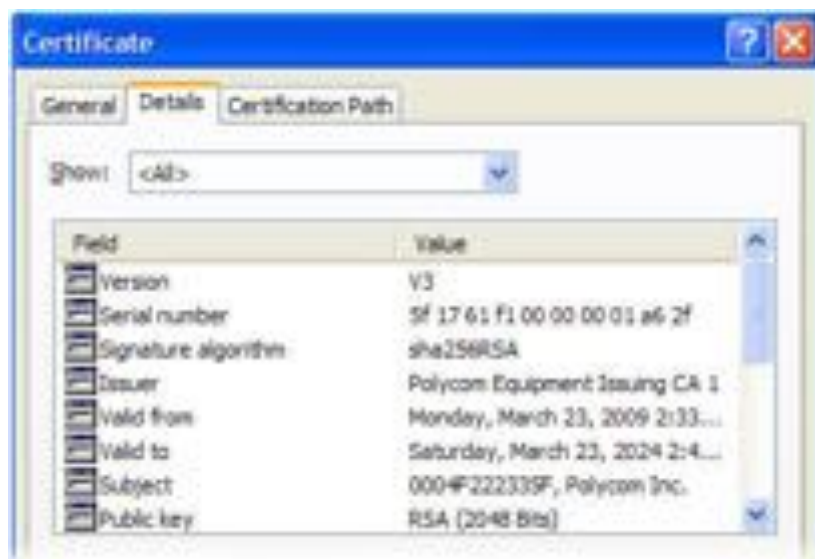 Certificate
General Details Certification Path
Show: <All>
Field Value
Version V3
Serial number 5f 17 61 f1 00 00 00 01 a6 2f
Signature algorithm sha256RSA
Issuer Polycom Equipment Issuing CA 1
Valid from Monday, March 23, 2009 2:33...
Valid to Saturday, March 23, 2024 2:4...
Subject 0004F222335F, Polycom Inc.
Public key RSA (2048 Bits)